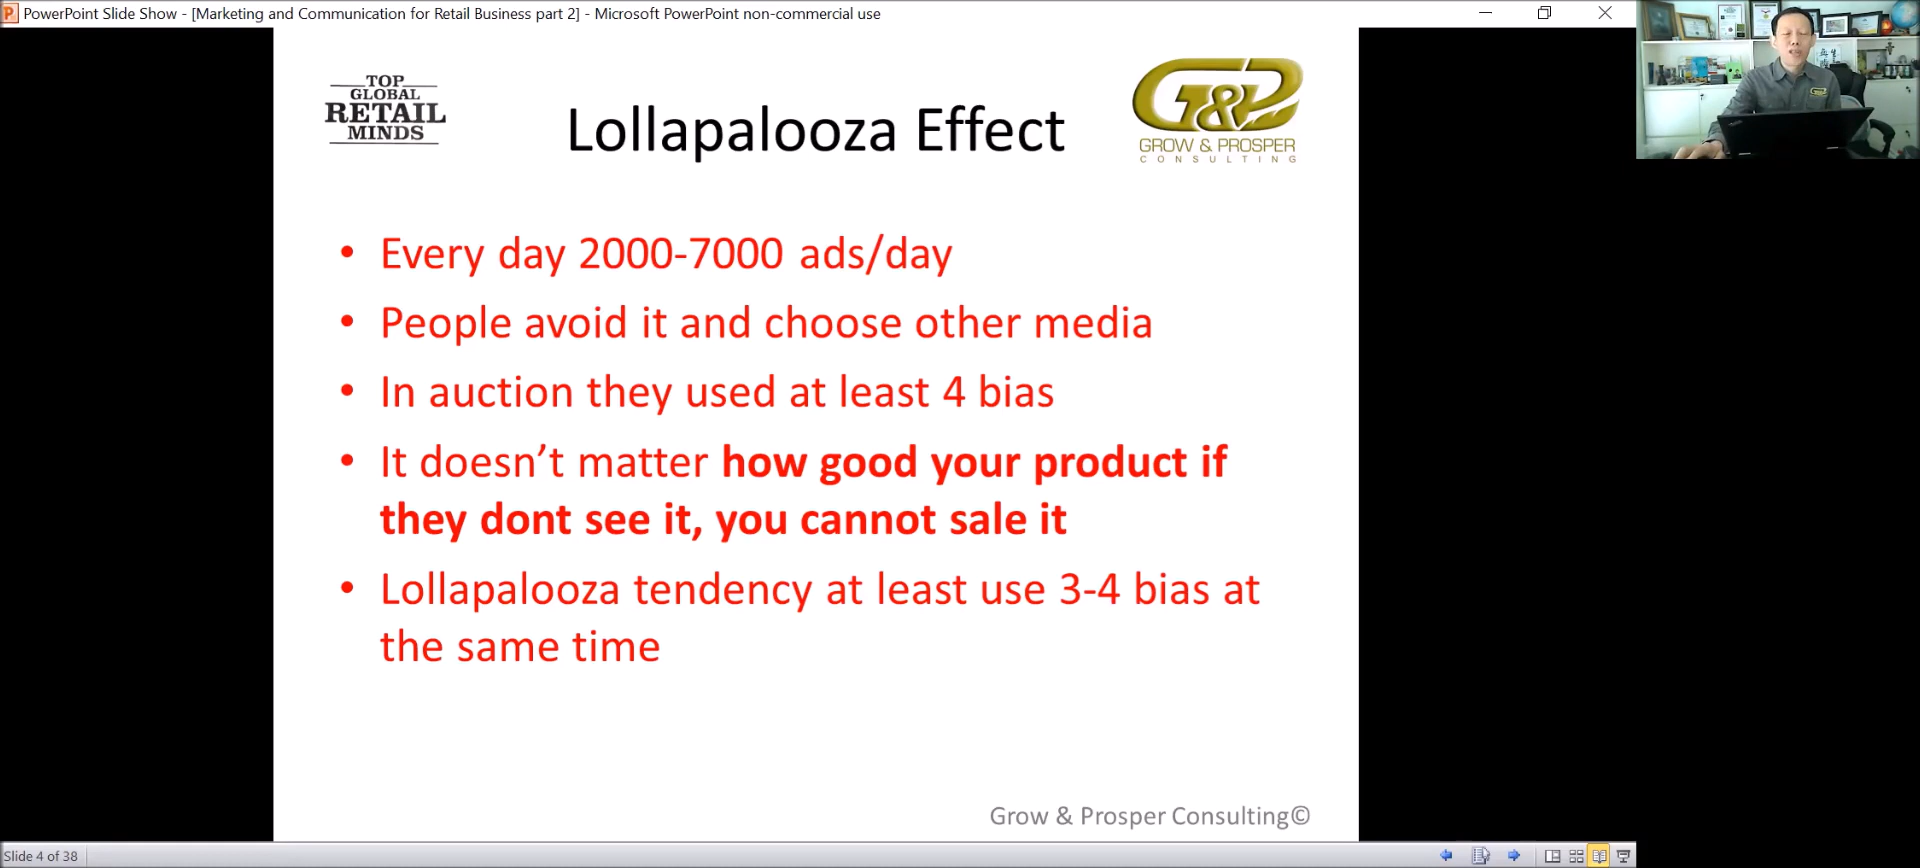 PowerPoint Slide Show - [Marketing and Communication for Retail Business part 2] - Microsoft PowerPoint non-commercial use
TOP
GLOBAL
RETAIL
MINDS
Lollapalooza Effect
G&P
GROW & PROSPER
CONSULTING
• Every day 2000-7000 ads/day
• People avoid it and choose other media
• In auction they used at least 4 bias
• It doesn’t matter how good your product if
they dont see it, you cannot sale it
• Lollapalooza tendency at least use 3-4 bias at
the same time
Grow & Prosper Consulting©
Slide 4 of 38